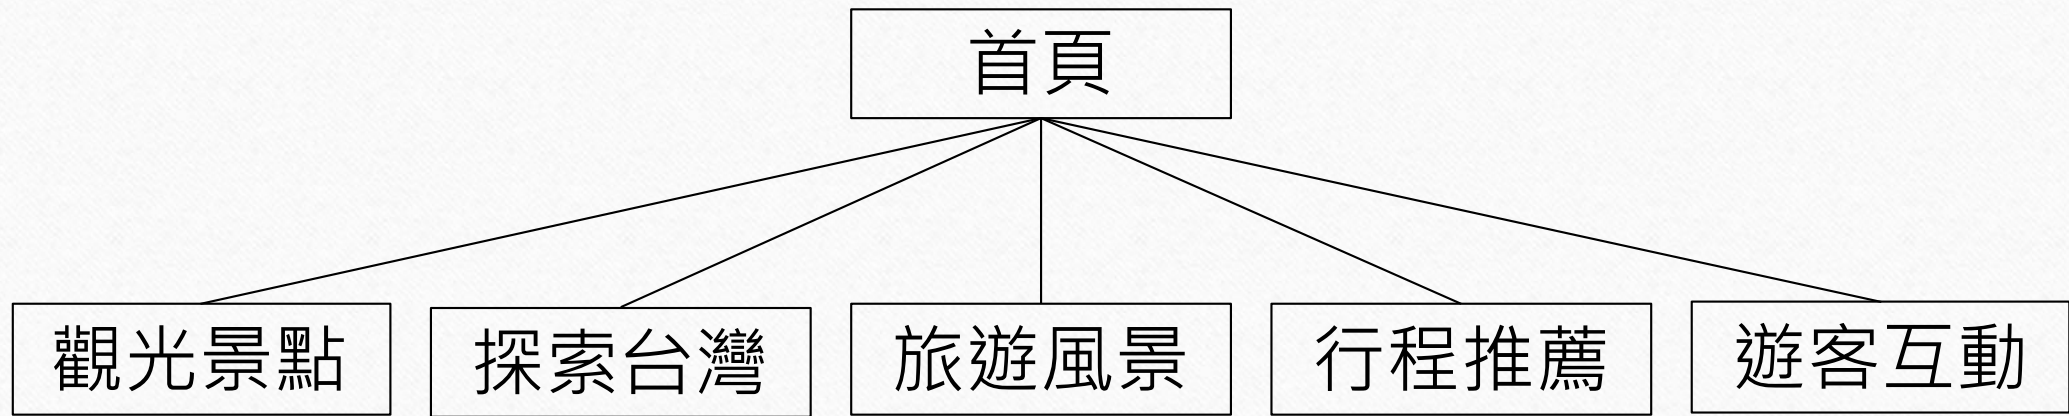 首頁
觀光景點
探索台灣
旅遊風景
行程推薦
遊客互動